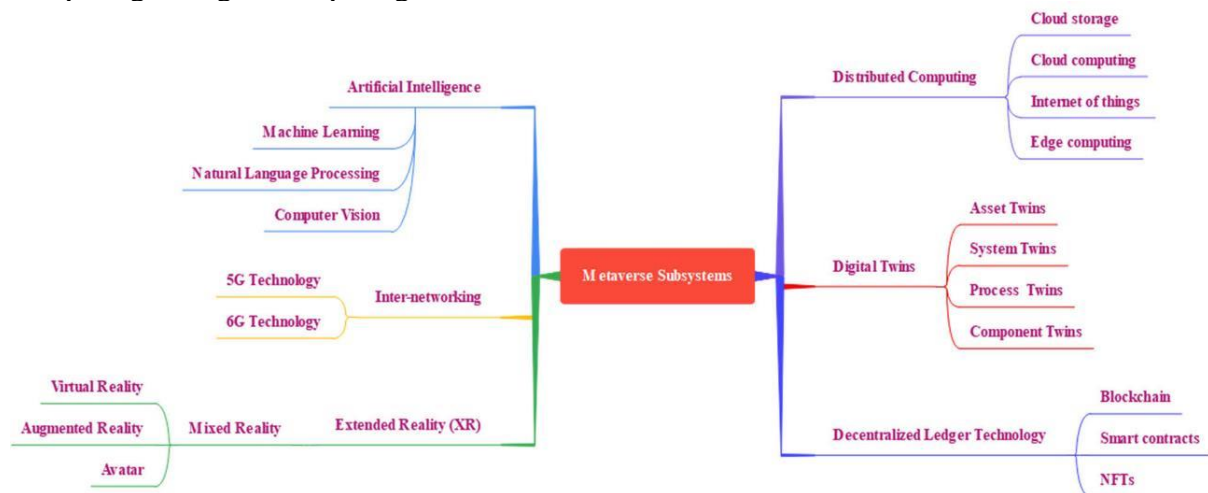 Artificial Intelligence
Machine Learning
Natural Language Processing
Computer Vision
5G Technology
Inter-networking
6G Technology
Virtual Reality
Augmented Reality
Mixed Reality
Extended Reality (XR)
Avatar
Metaverse Subsystems
Distributed Computing
Cloud storage
Cloud computing
Internet of things
Edge computing
Digital Twins
Asset Twins
System Twins
Process Twins
Component Twins
Decentralized Ledger Technology
Blockchain
Smart contracts
NFTs